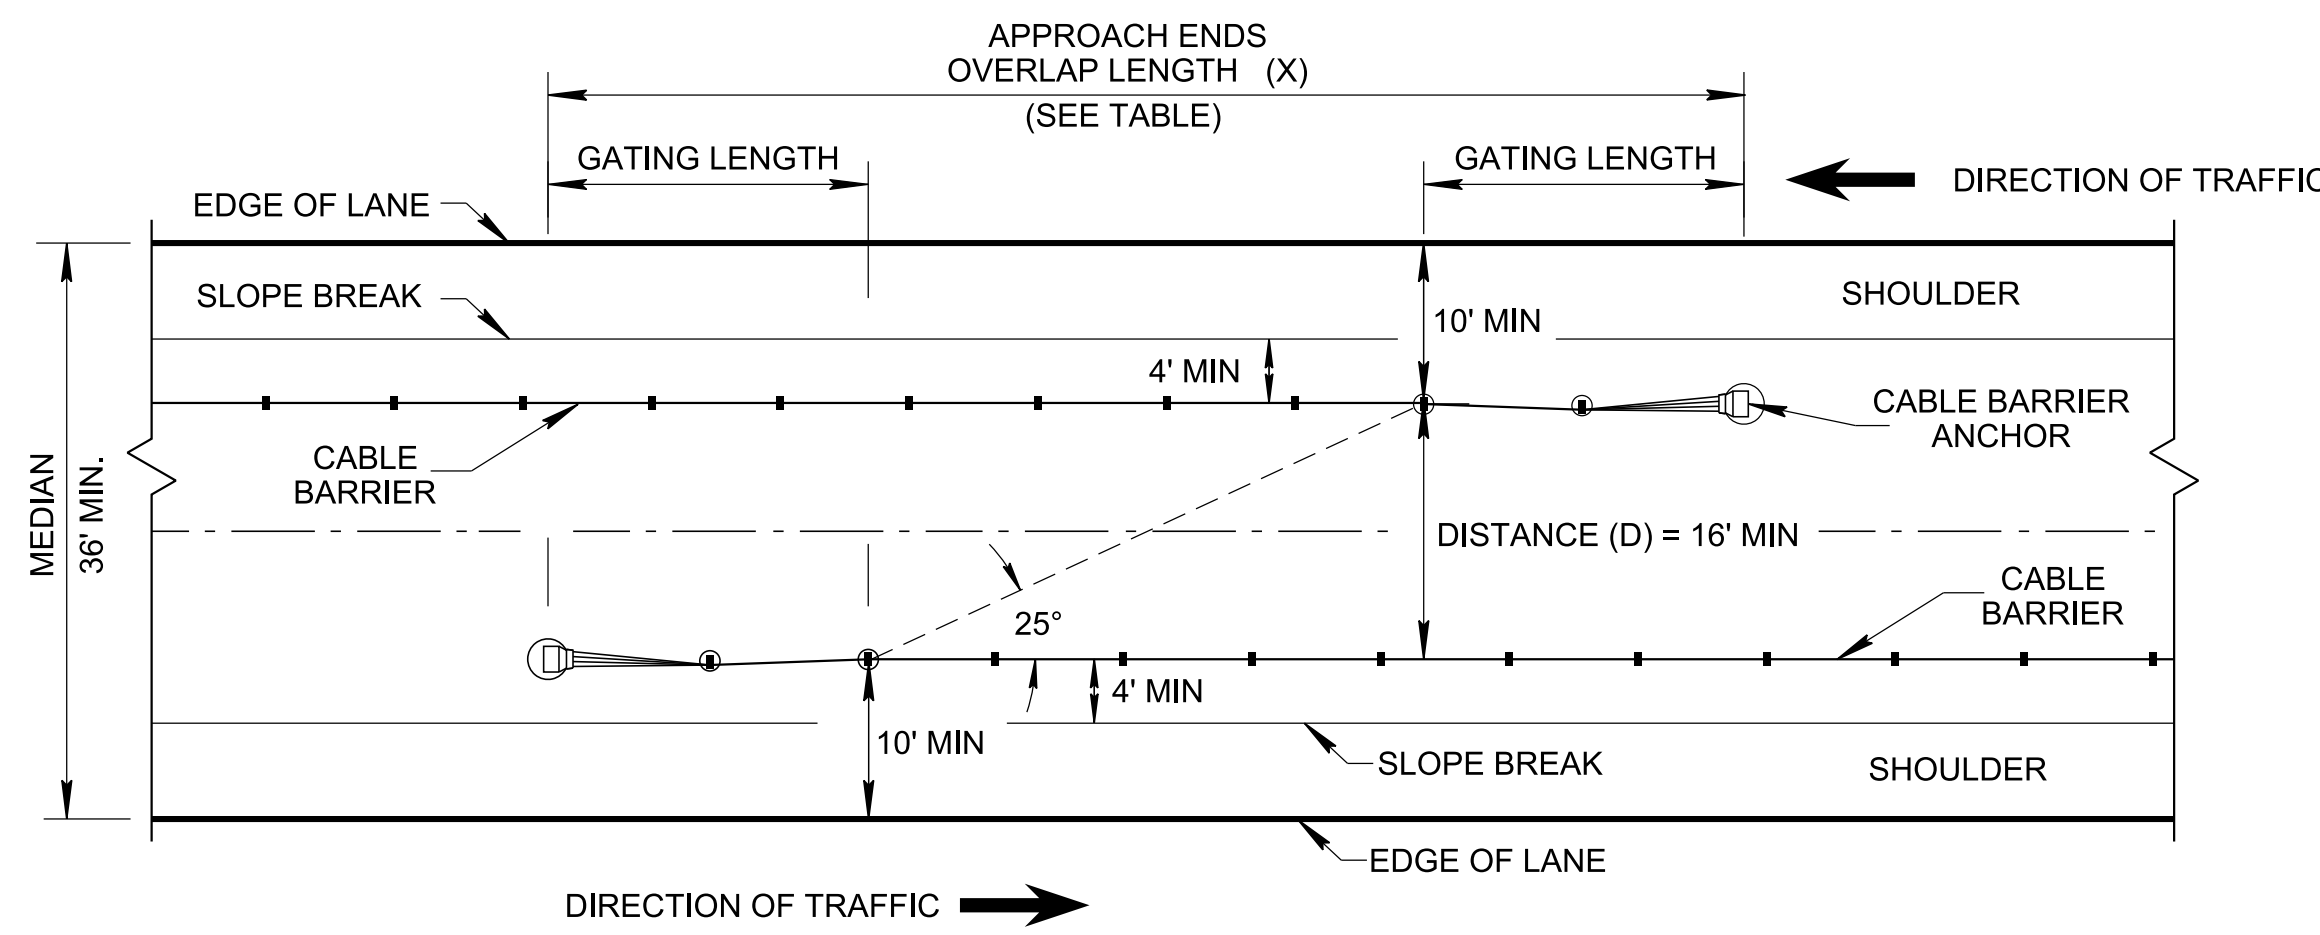 APPROACH ENDS
OVERLAP LENGTH (X)
(SEE TABLE)
GATING LENGTH
GATING LENGTH
DIRECTION OF TRAFFIC
EDGE OF LANE
SLOPE BREAK
SHOULDER
10' MIN
4' MIN
CABLE BARRIER
ANCHOR
CABLE
BARRIER
MEDIAN
36' MIN.
DISTANCE (D) = 16' MIN
CABLE
BARRIER
25°
4' MIN
10' MIN
SLOPE BREAK
SHOULDER
EDGE OF LANE
DIRECTION OF TRAFFIC